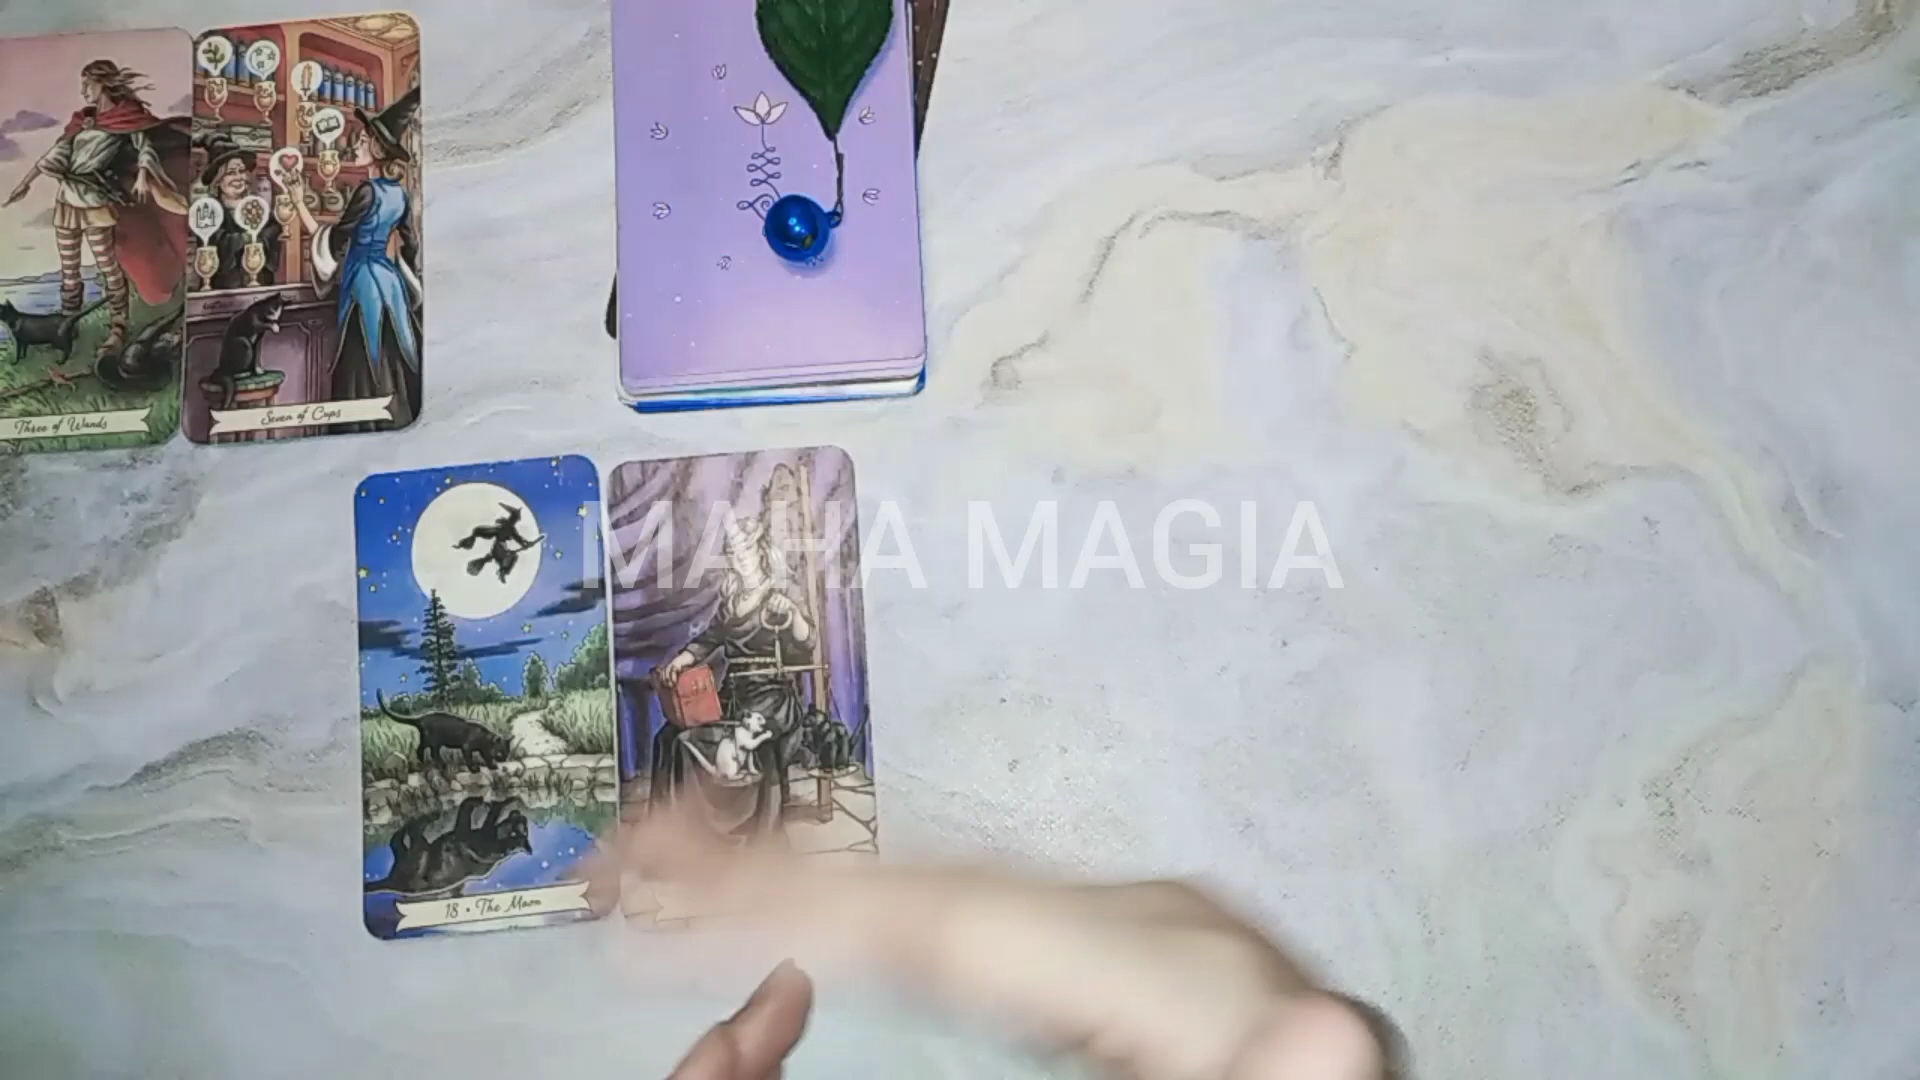 Three of Wands
Seven of Cups
MAHA MAGIA
18 • The Moon